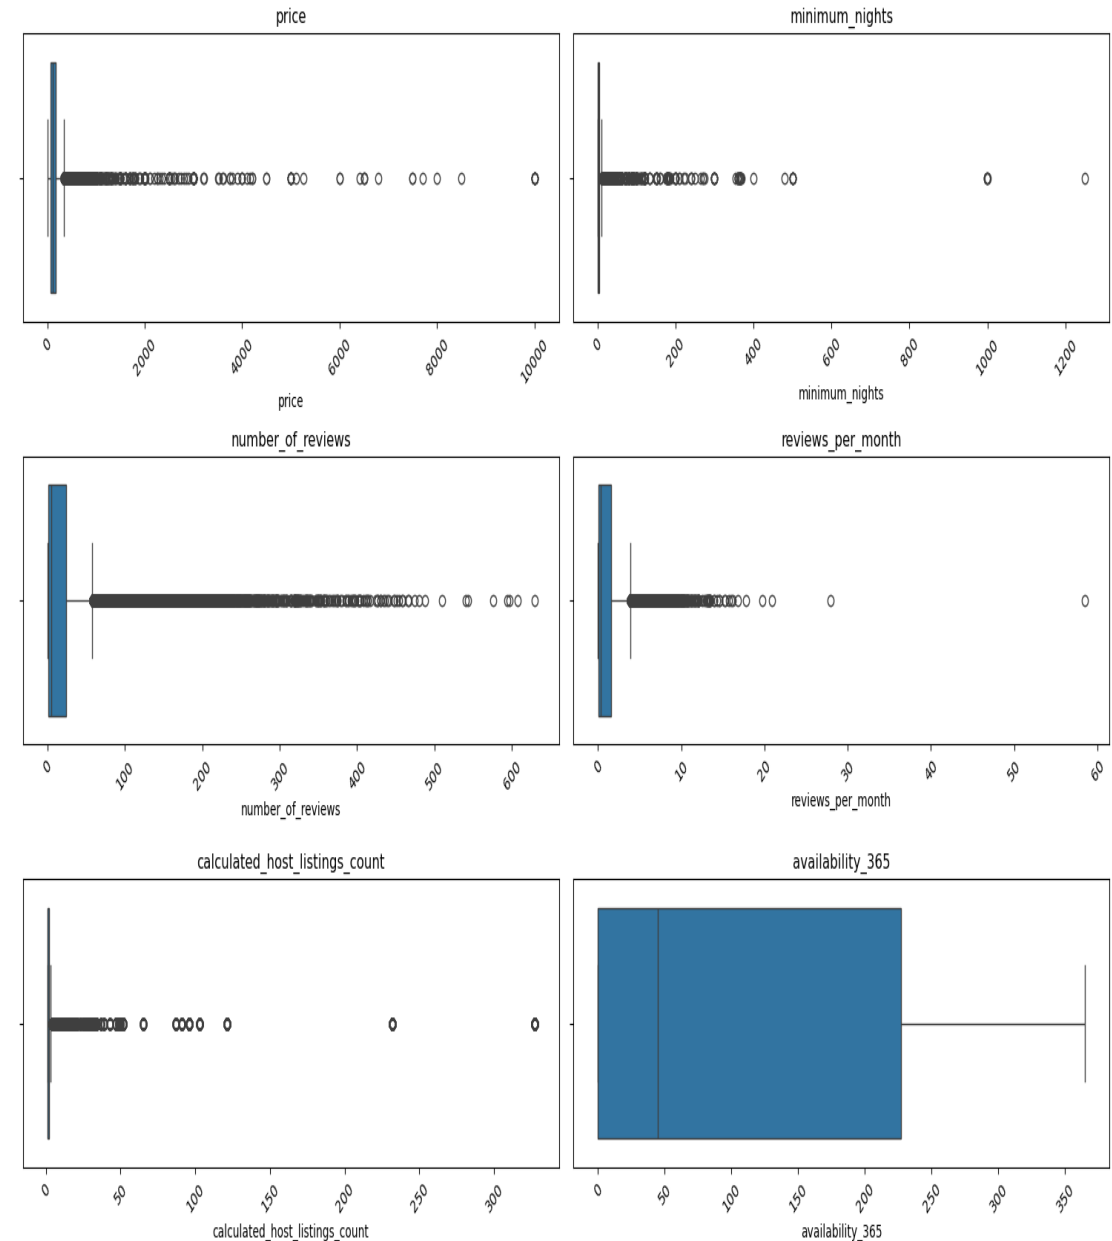 price
minimum_nights
0 2000 4000 6000 8000 10000
0 200 400 600 800 1000 1200
price
minimum_nights
number_of_reviews
reviews_per_month
0 100 200 300 400 500 600
0 10 20 30 40 50 60
number_of_reviews
reviews_per_month
calculated_host_listings_count
availability_365
0 50 100 150 200 250 300
0 50 100 150 200 250 300 350
calculated_host_listings_count
availability_365